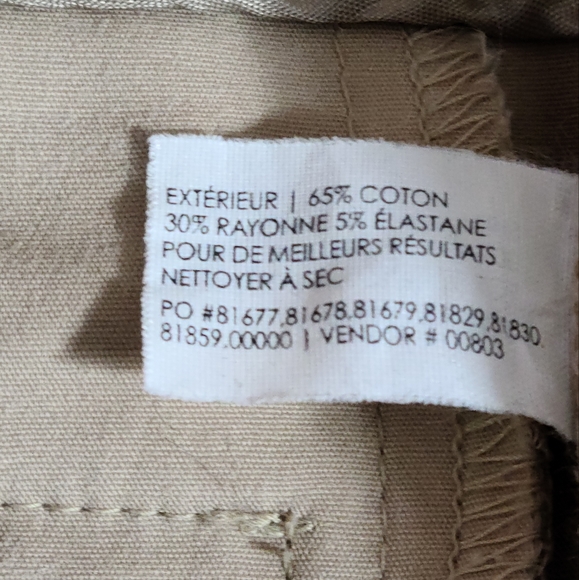 EXTÉRIEUR | 65% COTON
30% RAYONNE 5% ÉLASTANE
POUR DE MEILLEURS RÉSULTATS
NETTOYER À SEC
PO #81677,81678,81679,81829,81830,
81859,00000 | VENDOR # 00803